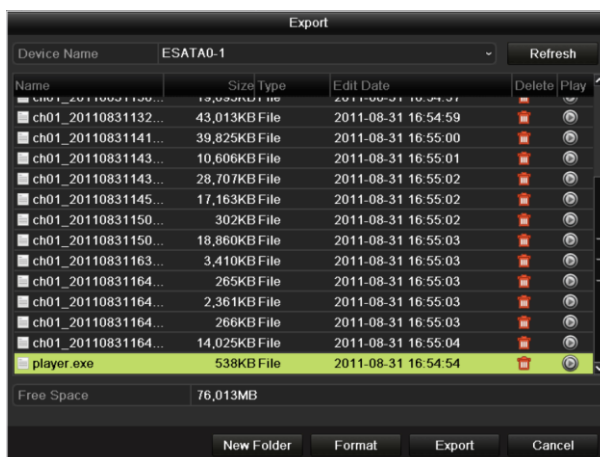 Export
Device Name ESATA0-1 Refresh
Name Size Type Edit Date Delete Play
ch01_20110831132... 43,013KB File 2011-08-31 16:54:59
ch01_20110831141... 39,825KB File 2011-08-31 16:55:00
ch01_20110831143... 10,606KB File 2011-08-31 16:55:01
ch01_20110831143... 28,707KB File 2011-08-31 16:55:02
ch01_20110831145... 17,163KB File 2011-08-31 16:55:02
ch01_20110831150... 302KB File 2011-08-31 16:55:02
ch01_20110831150... 18,860KB File 2011-08-31 16:55:03
ch01_20110831163... 3,410KB File 2011-08-31 16:55:03
ch01_20110831164... 265KB File 2011-08-31 16:55:03
ch01_20110831164... 2,361KB File 2011-08-31 16:55:03
ch01_20110831164... 266KB File 2011-08-31 16:55:03
ch01_20110831164... 14,025KB File 2011-08-31 16:55:04
player.exe 538KB File 2011-08-31 16:54:54
Free Space 76,013MB
New Folder Format Export Cancel